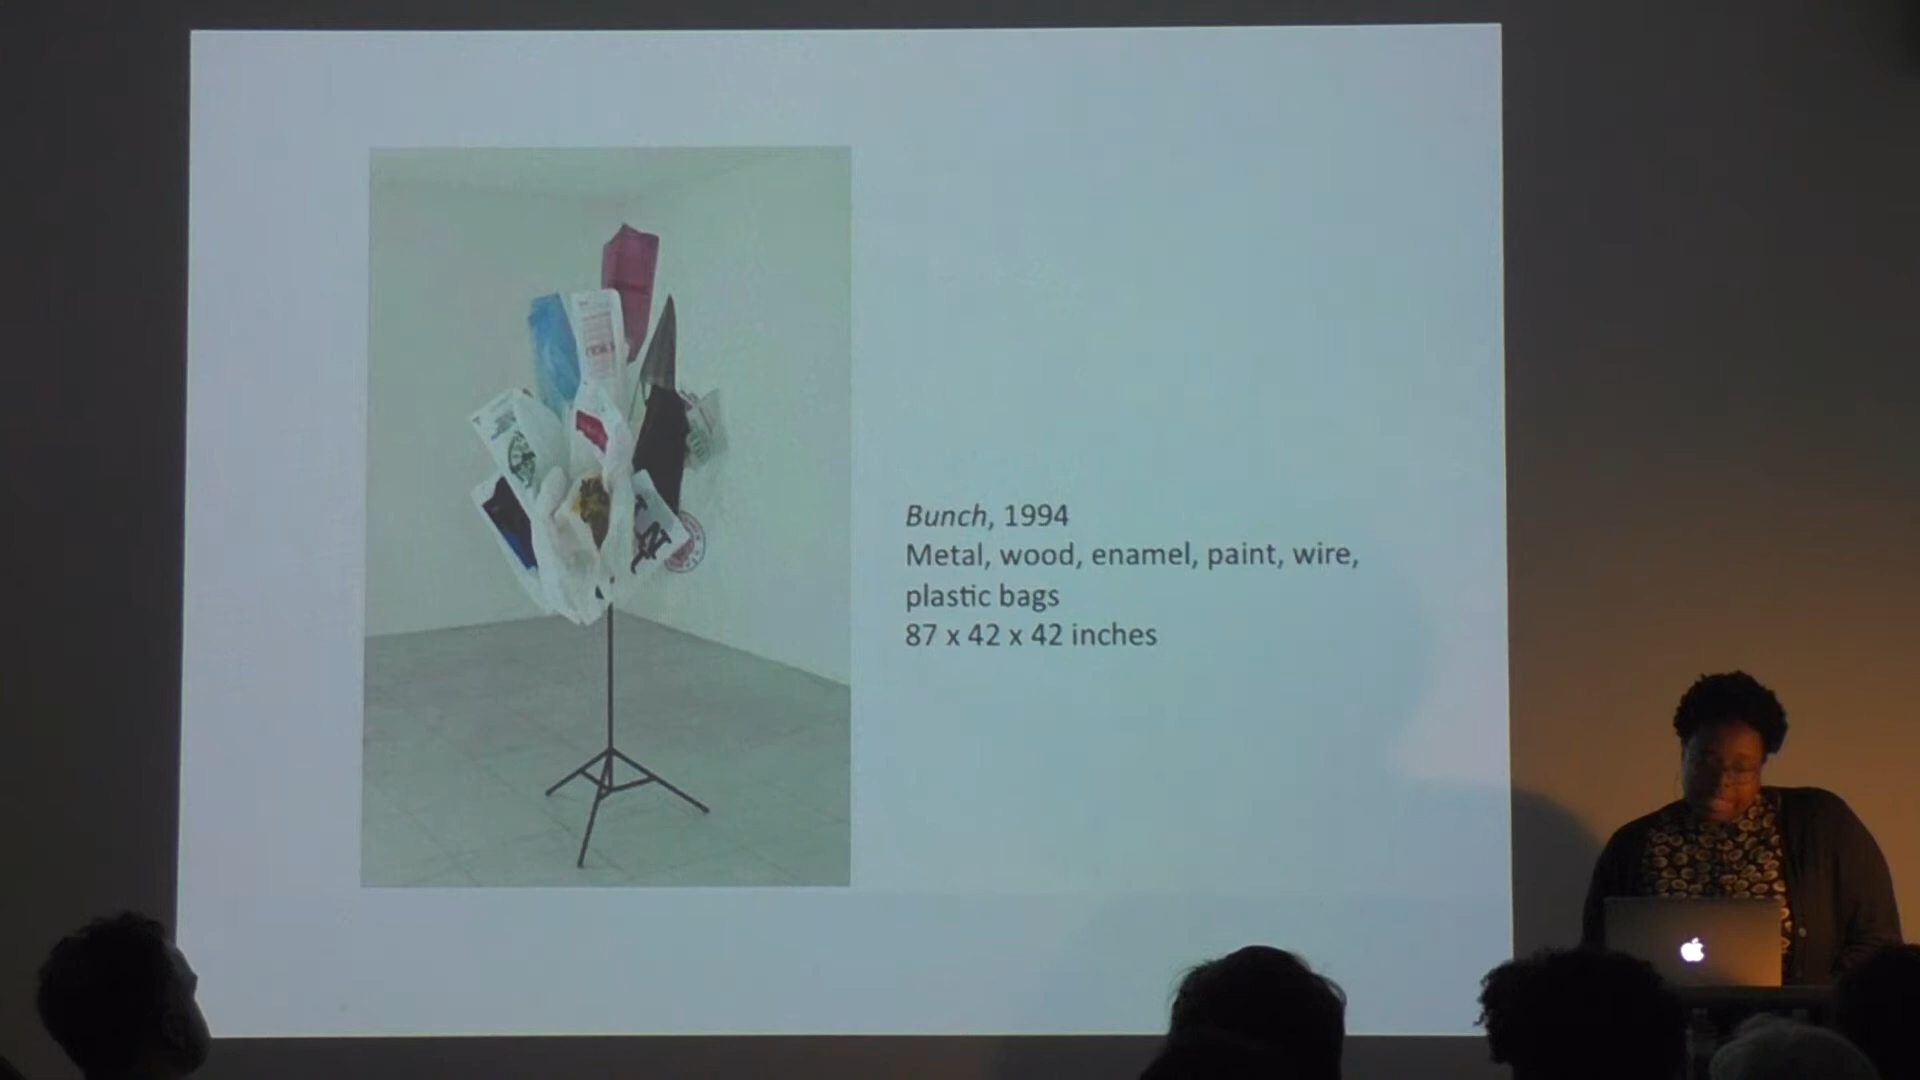 Bunch, 1994
Metal, wood, enamel, paint, wire,
plastic bags
87 x 42 x 42 inches